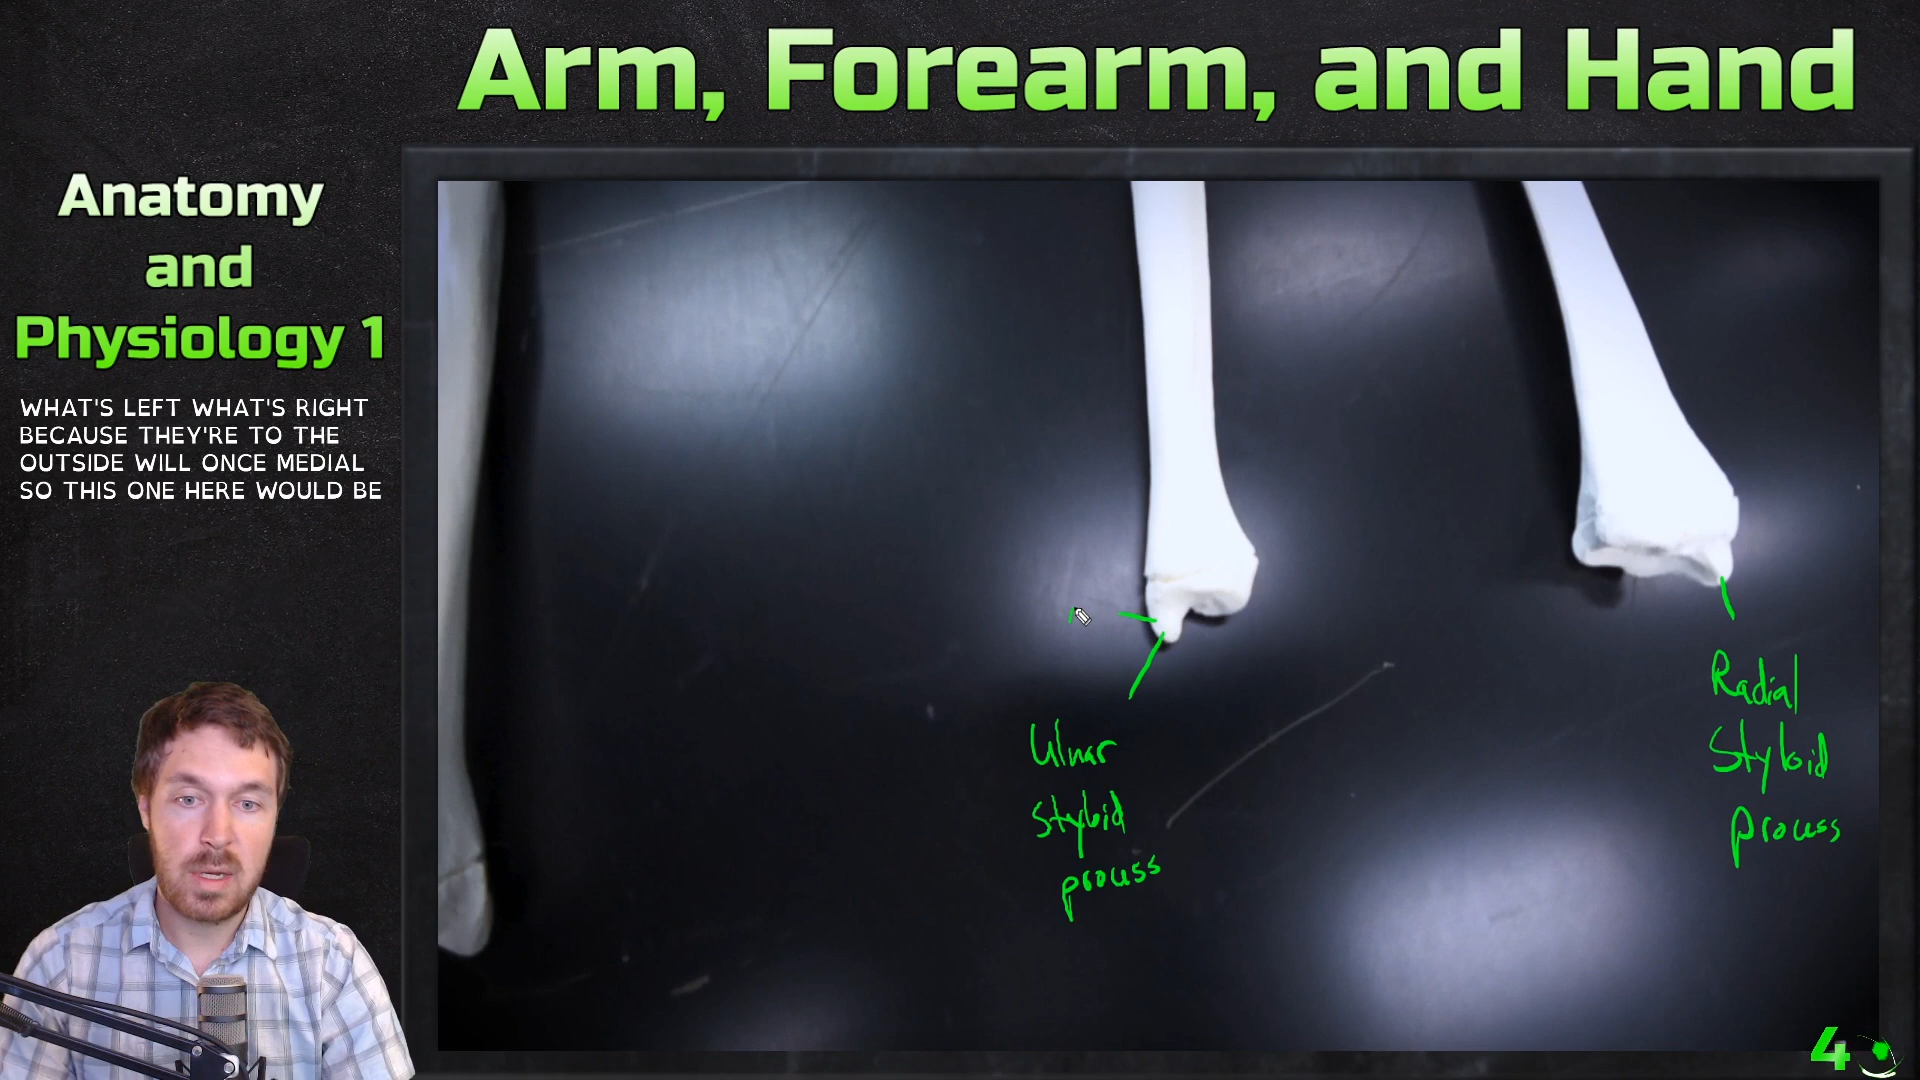 Arm, Forearm, and Hand
Anatomy
and
Physiology 1
WHAT'S LEFT WHAT'S RIGHT
BECAUSE THEY'RE TO THE
OUTSIDE WILL ONCE MEDIAL
SO THIS ONE HERE WOULD BE
Ulnar
styloid
process
Radial
Styloid
process
4